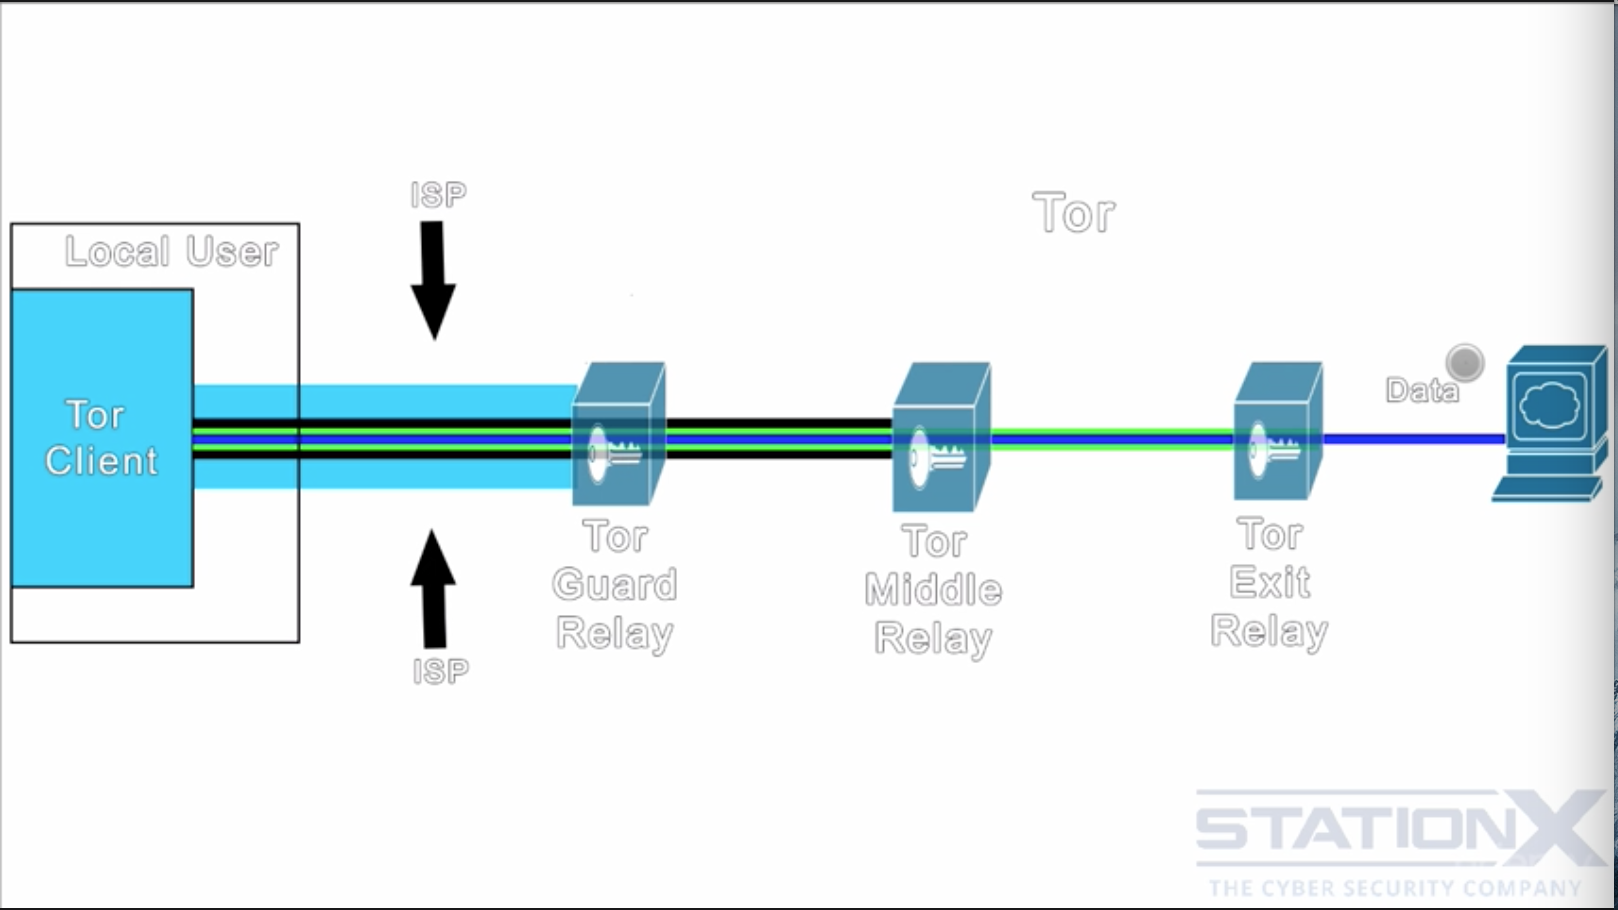 ISP
Tor
Local User
Tor
Client
Data
Tor
Guard
Relay
Tor
Middle
Relay
Tor
Exit
Relay
ISP
STATIONX
THE CYBER SECURITY COMPANY